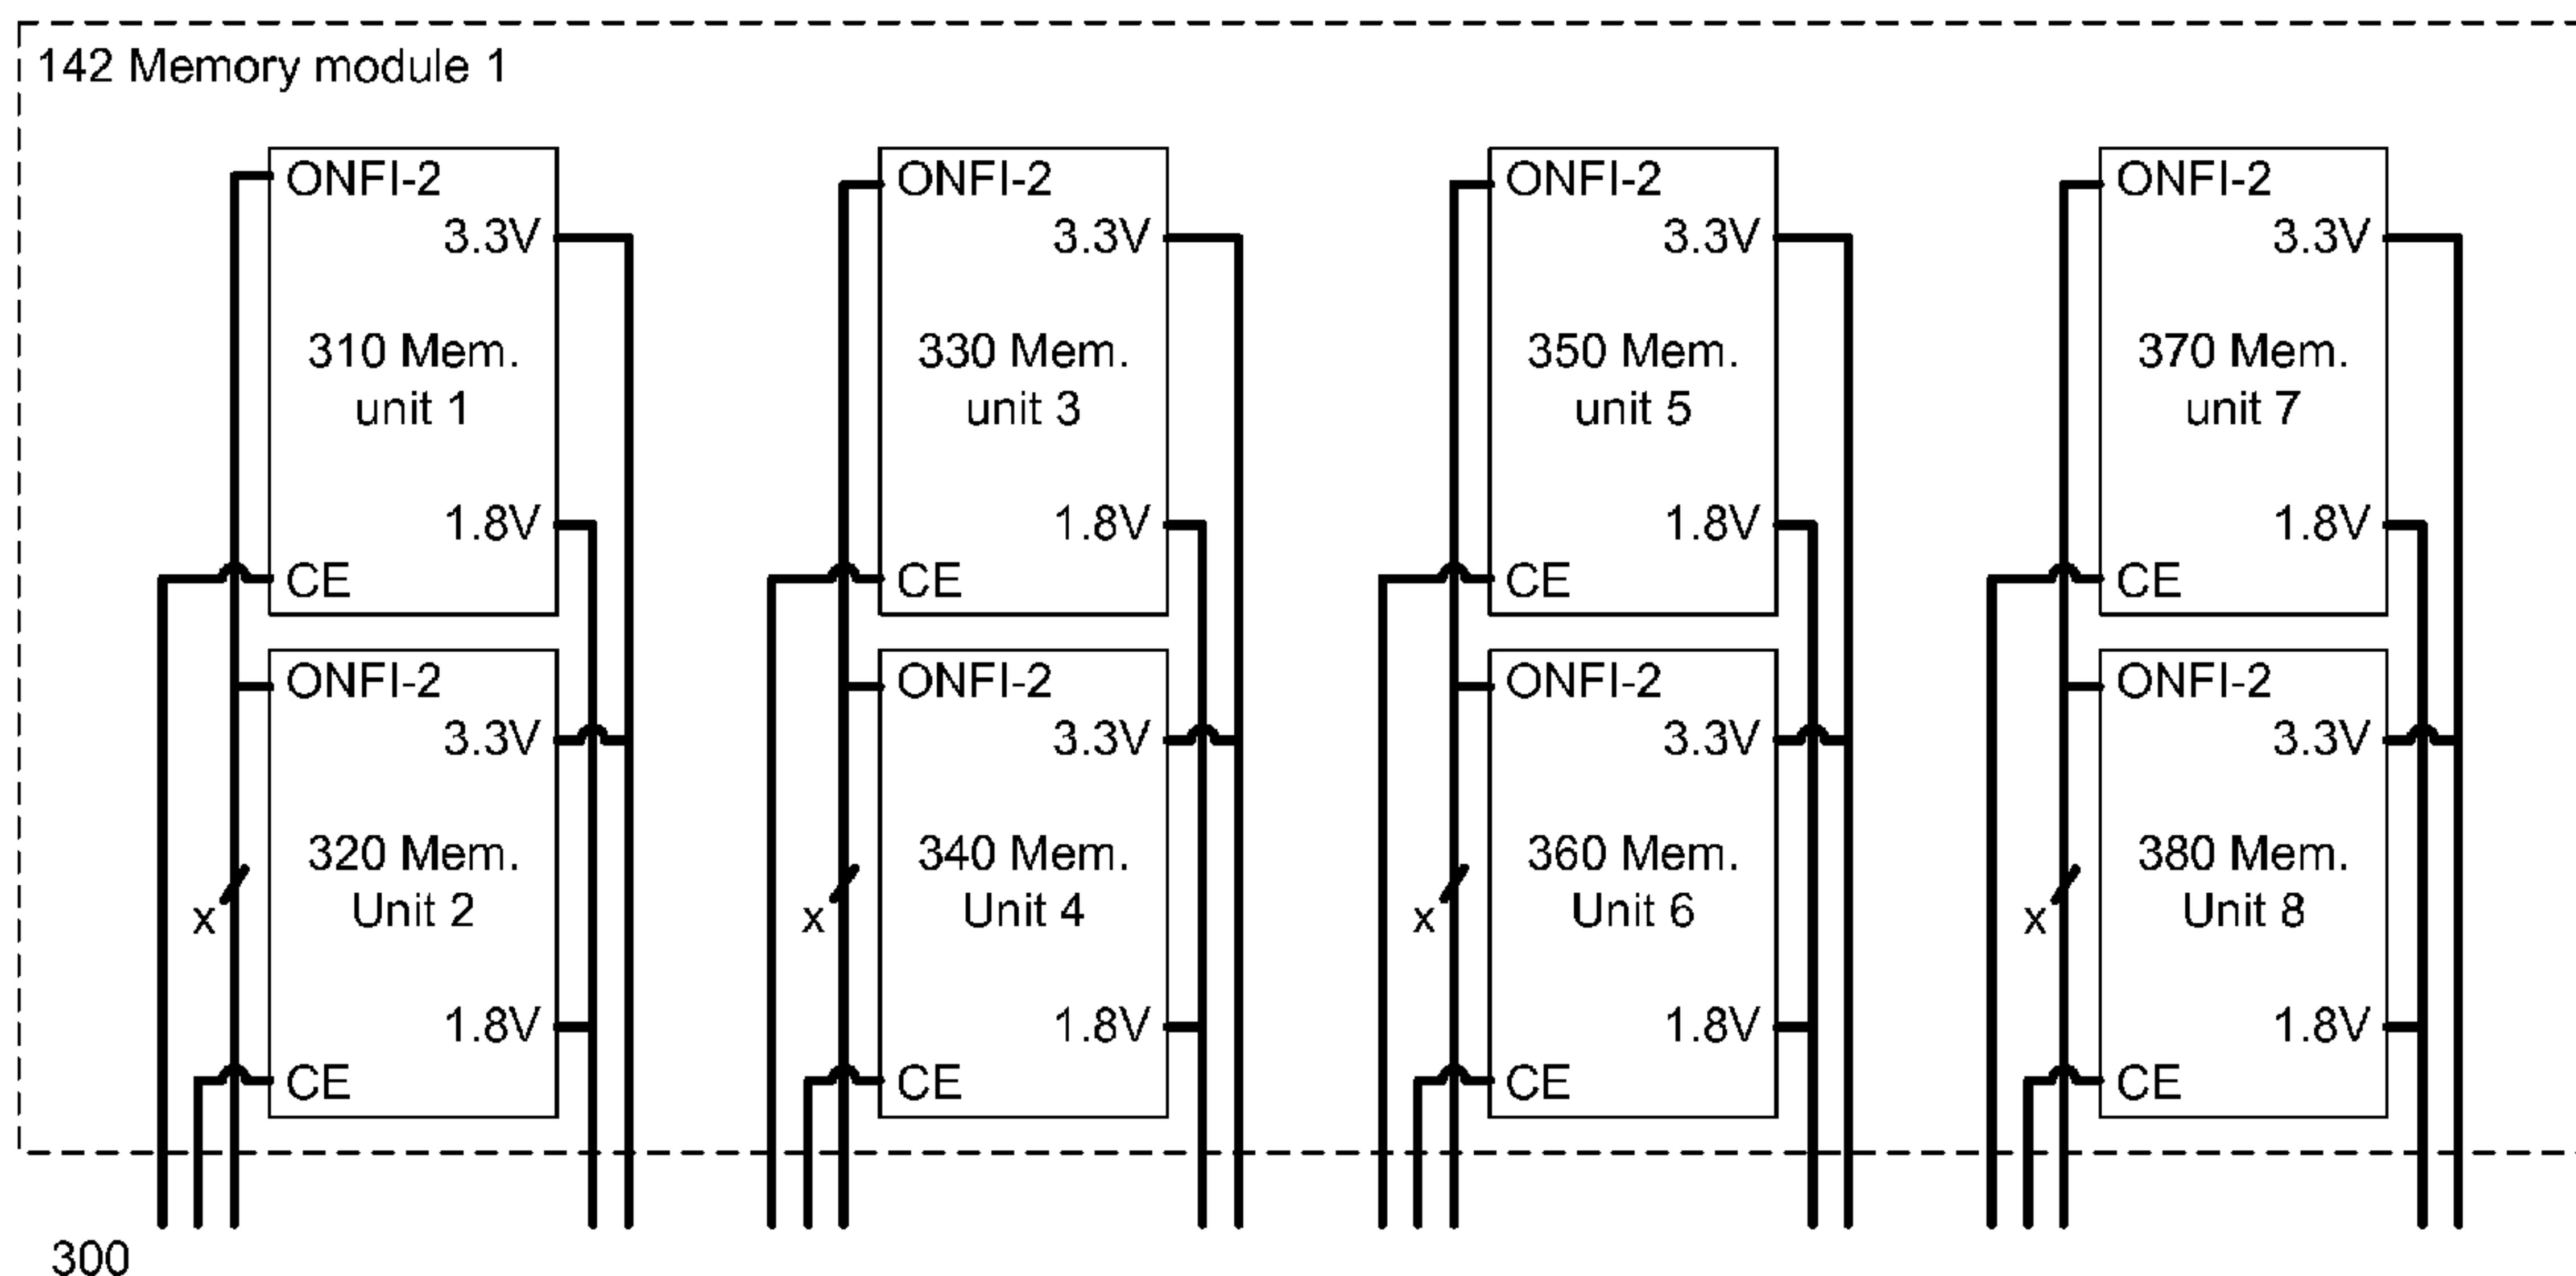 142 Memory module 1
ONFI-2
3.3V
310 Mem.
unit 1
1.8V
CE
ONFI-2
3.3V
330 Mem.
unit 3
1.8V
CE
ONFI-2
3.3V
350 Mem.
unit 5
1.8V
CE
ONFI-2
3.3V
370 Mem.
unit 7
1.8V
CE
ONFI-2
3.3V
320 Mem.
Unit 2
x
1.8V
CE
ONFI-2
3.3V
340 Mem.
Unit 4
x
1.8V
CE
ONFI-2
3.3V
360 Mem.
Unit 6
x
1.8V
CE
ONFI-2
3.3V
380 Mem.
Unit 8
x
1.8V
CE
300